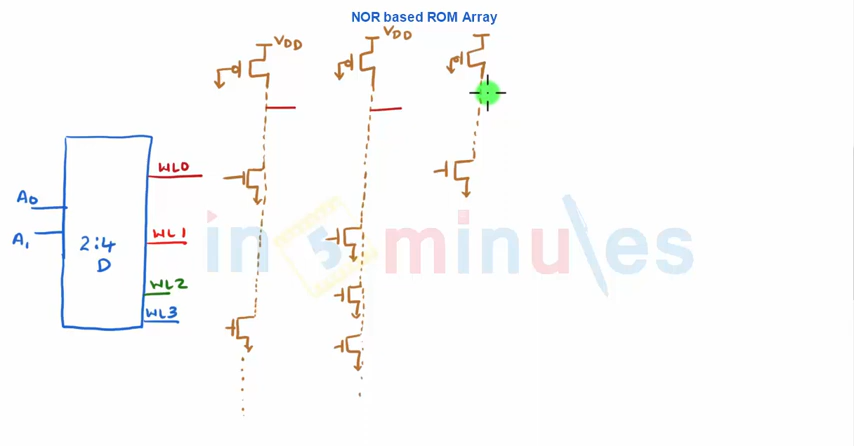 NOR based ROM Array
VDD
VDD
WL0
A0
A1
WL1
2:4
D
WL2
WL3
in 5 minutes